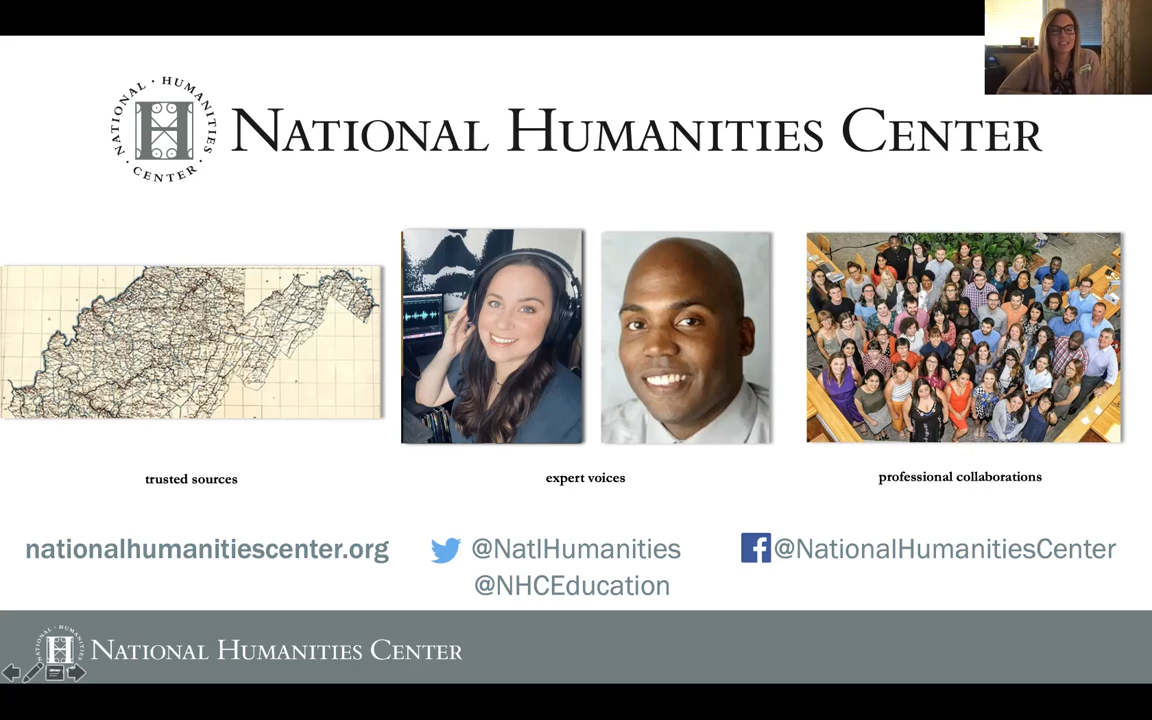 NATIONAL · HUMANITIES · CENTER ·
NATIONAL HUMANITIES CENTER
trusted sources
expert voices
professional collaborations
nationalhumanitiescenter.org
@NatlHumanities
@NationalHumanitiesCenter
@NHCEducation
NATIONAL HUMANITIES CENTER